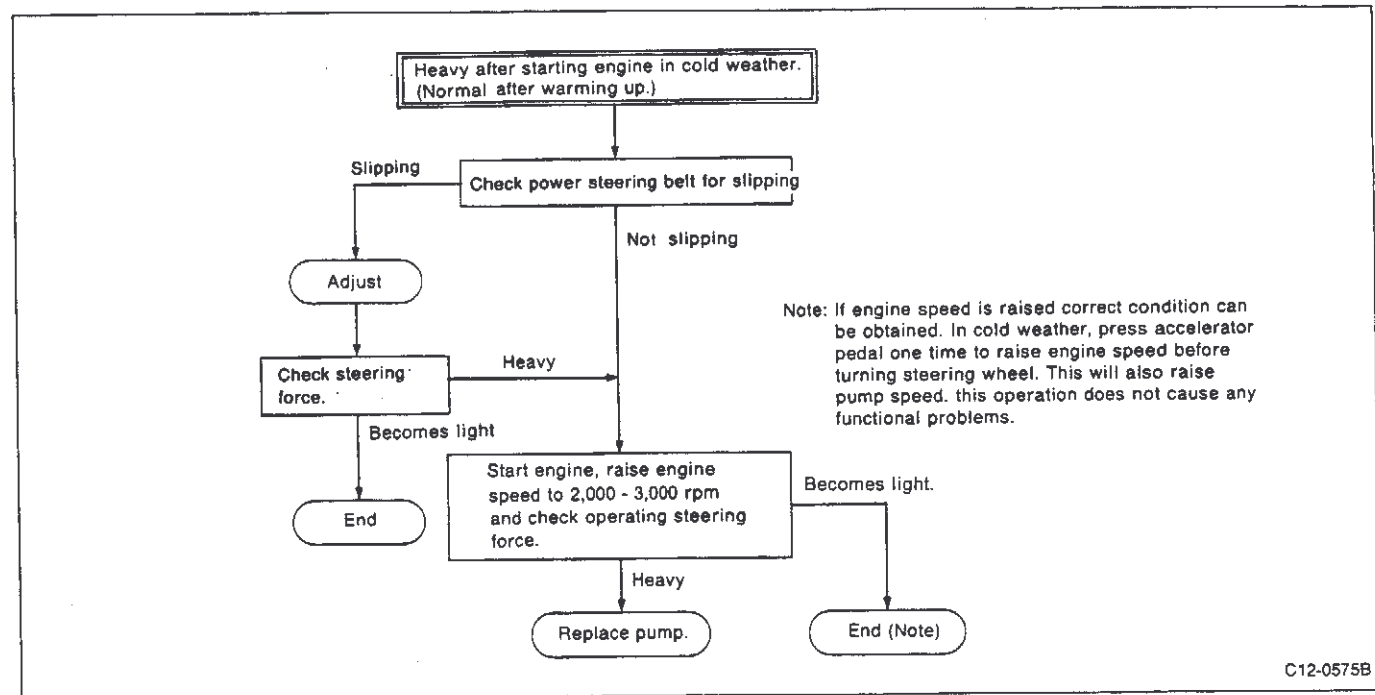 Heavy after starting engine in cold weather.
(Normal after warming up.)
Slipping
Check power steering belt for slipping
Not slipping
Adjust
Note: If engine speed is raised correct condition can
be obtained. In cold weather, press accelerator
pedal one time to raise engine speed before
turning steering wheel. This will also raise
pump speed. this operation does not cause any
functional problems.
Heavy
Check steering
force.
Becomes light
Start engine, raise engine
speed to 2,000 - 3,000 rpm
and check operating steering
force.
Becomes light.
End
Heavy
Replace pump.
End (Note)
C12-0575B